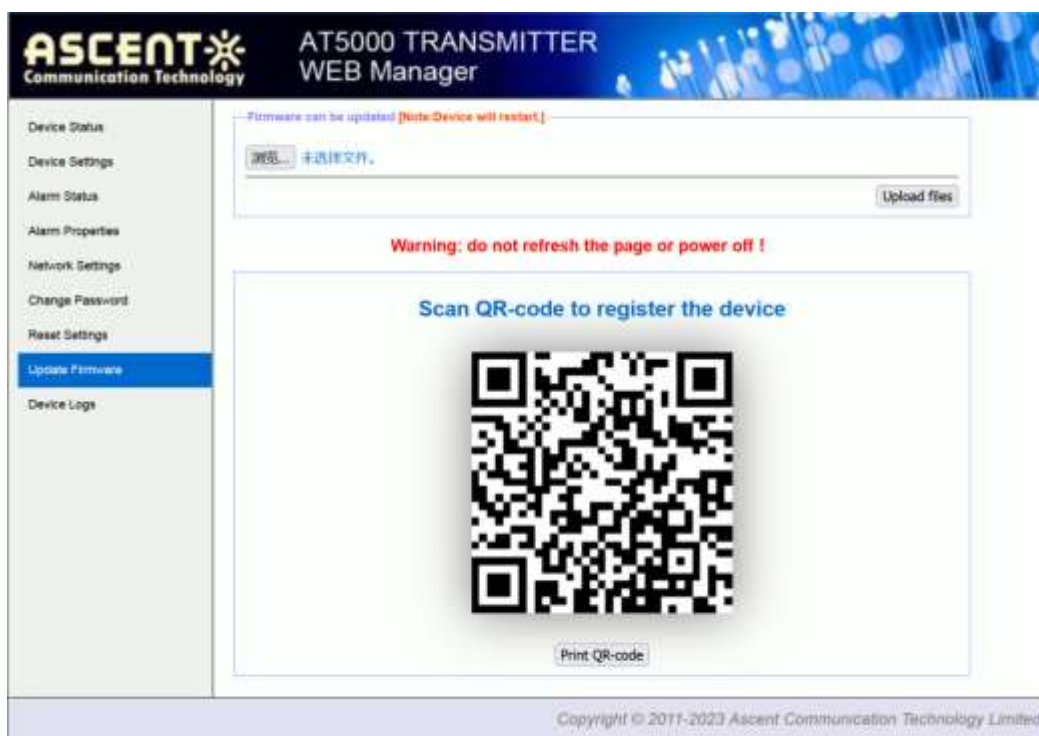 ASCENT
Communication Technology
AT5000 TRANSMITTER
WEB Manager
Device Status
Device Settings
Alarm Status
Alarm Properties
Network Settings
Change Password
Reset Settings
Update Firmware
Device Logs
Firmware can be updated [Note:Device will restart.]
浏览... 未选择文件。
Upload files
Warning: do not refresh the page or power off !
Scan QR-code to register the device
Print QR-code
Copyright © 2011-2023 Ascent Communication Technology Limited